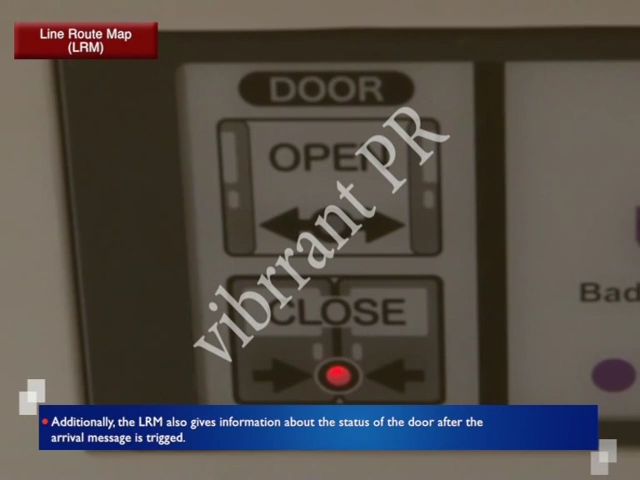 Line Route Map
(LRM)
DOOR
OPEN
vibrrant PR
CLOSE
Bad
Additionally, the LRM also gives information about the status of the door after the
arrival message is trigged.